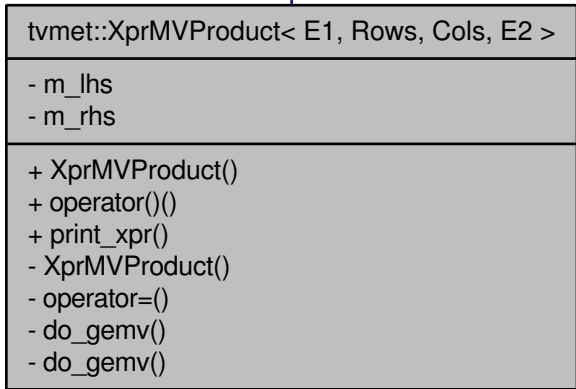 tvmet::XprMVProduct< E1, Rows, Cols, E2 >
- m_lhs
- m_rhs
+ XprMVProduct()
+ operator()()
+ print_xpr()
- XprMVProduct()
- operator=()
- do_gemv()
- do_gemv()